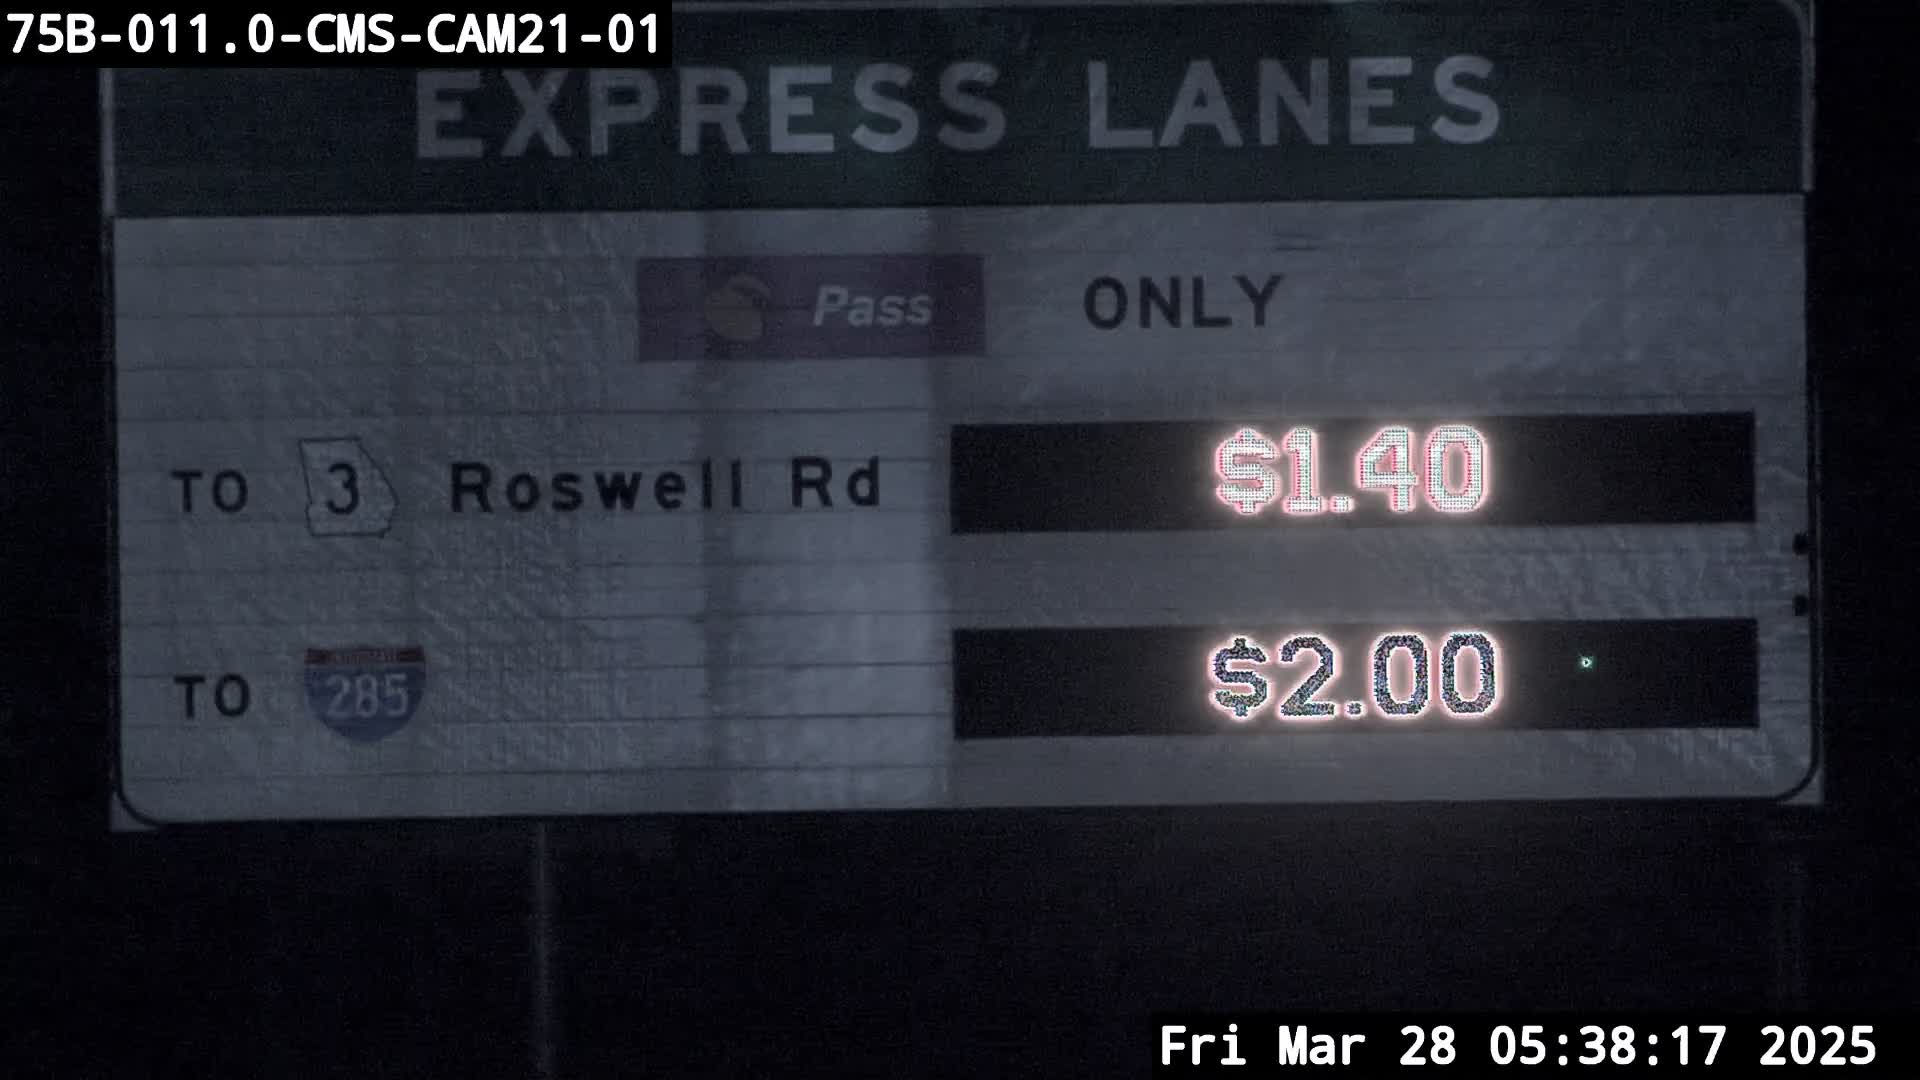 75B-011.0-CMS-CAM21-01
EXPRESS LANES
Pass ONLY
TO 3 Roswell Rd $1.40
TO 285 $2.00
Fri Mar 28 05:38:17 2025